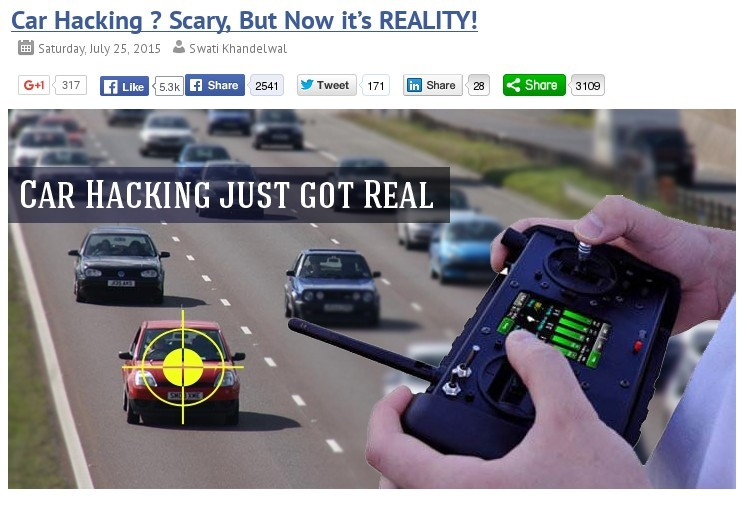 Car Hacking ? Scary, But Now it's REALITY!
Saturday, July 25, 2015 Swati Khandelwal
G+1 317 Like 5.3k Share 2541 Tweet 171 in Share 28 Share 3109
CAR HACKING JUST GOT REAL